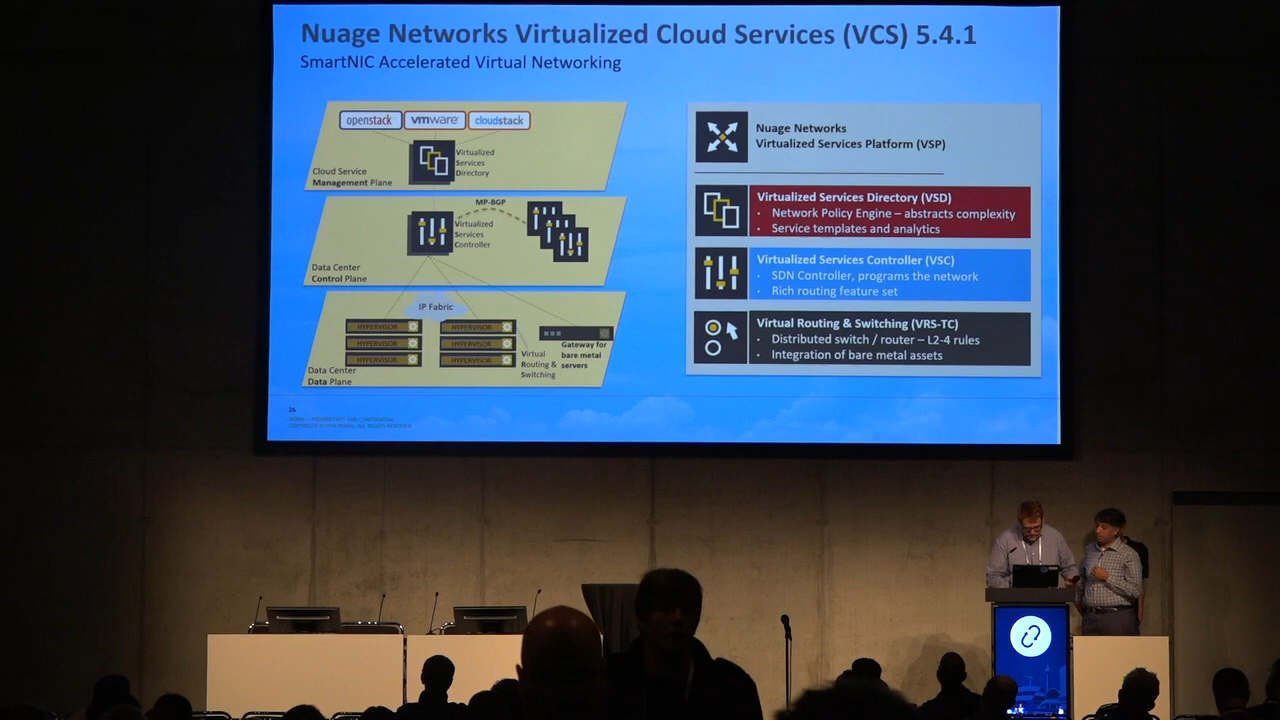 Nuage Networks Virtualized Cloud Services (VCS) 5.4.1
SmartNIC Accelerated Virtual Networking
openstack
vmware
cloudstack
Virtualized
Services
Directory
Cloud Service
Management Plane
MP-BGP
Virtualized
Services
Controller
Data Center
Control Plane
IP Fabric
HYPERVISOR
HYPERVISOR
HYPERVISOR
HYPERVISOR
HYPERVISOR
HYPERVISOR
Gateway for
bare metal
servers
Virtual
Routing &
Switching
Data Center
Data Plane
Nuage Networks
Virtualized Services Platform (VSP)
Virtualized Services Directory (VSD)
· Network Policy Engine – abstracts complexity
· Service templates and analytics
Virtualized Services Controller (VSC)
· SDN Controller, programs the network
· Rich routing feature set
Virtual Routing & Switching (VRS-TC)
· Distributed switch / router – L2-4 rules
· Integration of bare metal assets
26